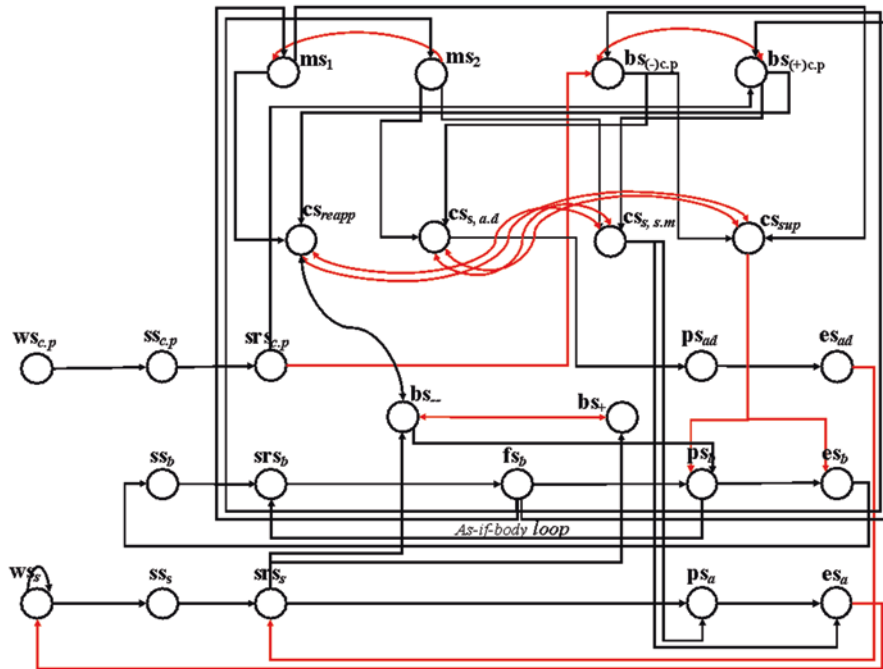 ms1 ms2 bs(-)c.p bs(+)c.p
csreapp css, a.d css, s.m cssup
wsc.p ssc.p srsc.p psad esad
bs-- bs+
ssb srsb fsb psb esb
As-if-body loop
wss sss srss psa esa